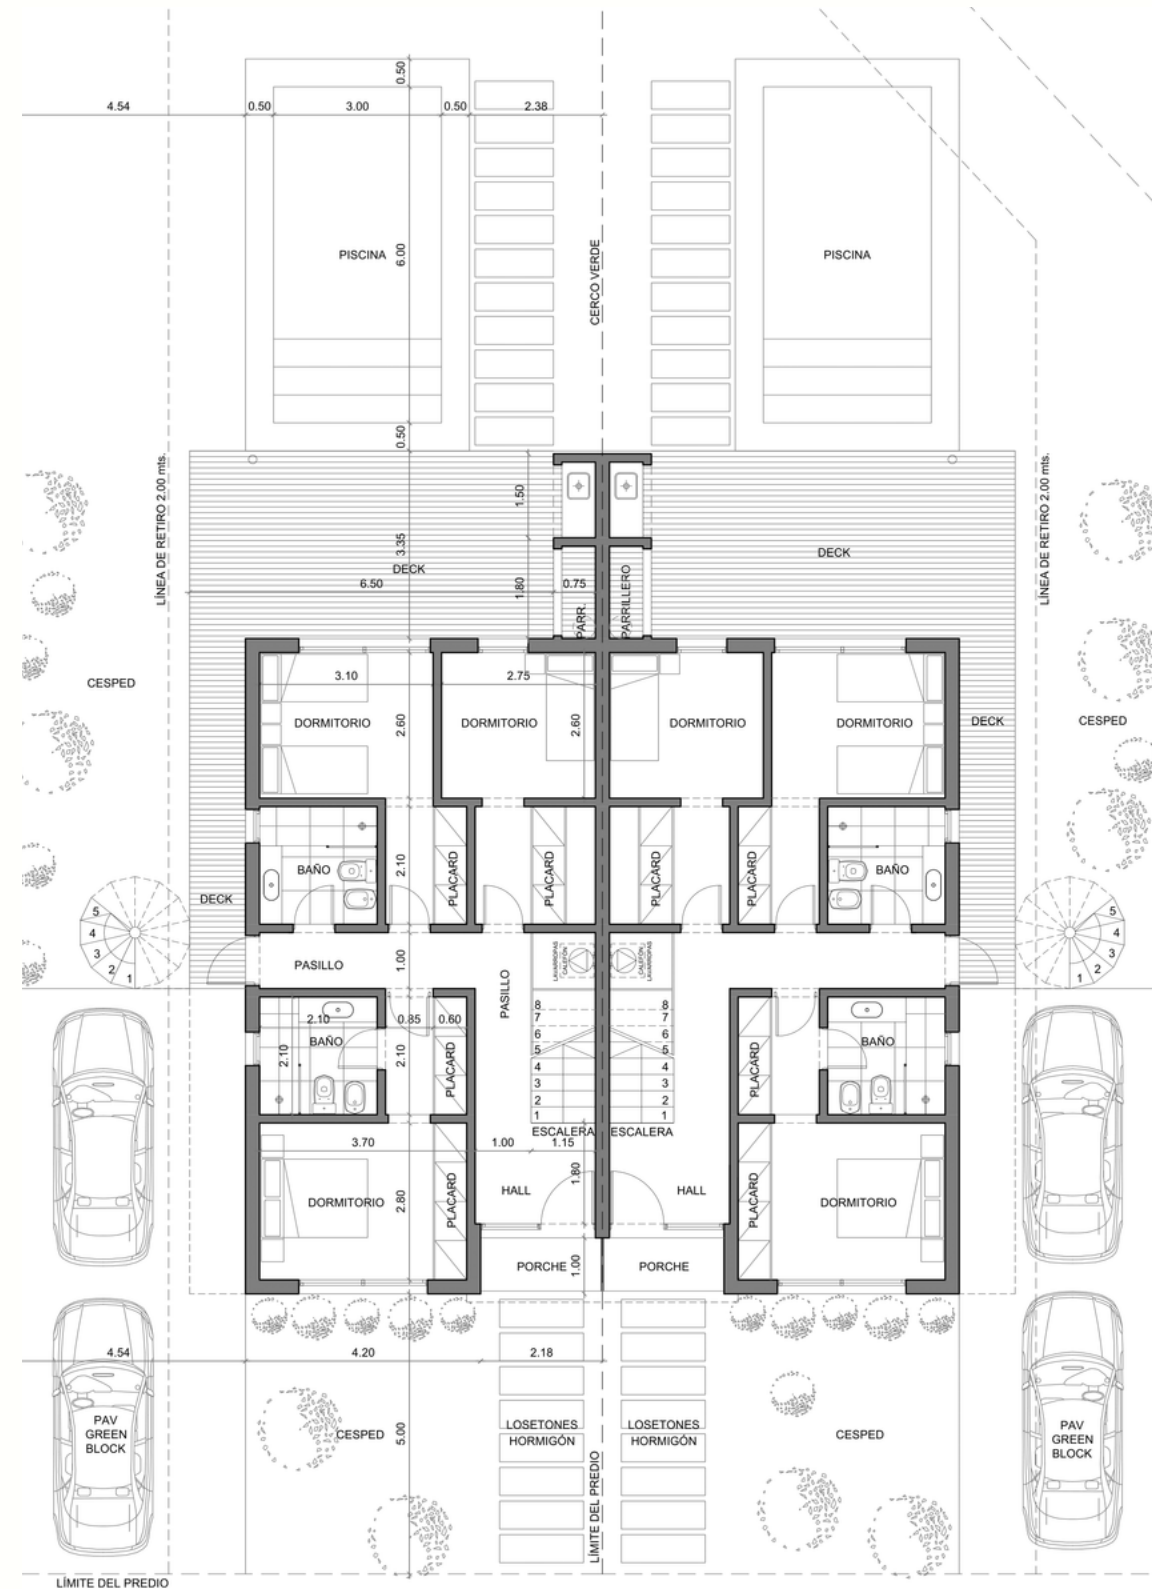 0.50
4.54
0.50
3.00
0.50
2.38
PISCINA
6.00
PISCINA
CERCO VERDE
0.50
LÍNEA DE RETIRO 2.00 mts.
LÍNEA DE RETIRO 2.00 mts.
1.50
3.35
DECK
DECK
6.50
1.80
0.75
PARR.
PARRILLERO
3.10
2.75
CESPED
DORMITORIO
2.60
DORMITORIO
2.60
DORMITORIO
DORMITORIO
DECK
CESPED
BAÑO
2.10
PLACARD
PLACARD
PLACARD
PLACARD
BAÑO
DECK
5
4
3
2
1
5
4
3
2
1
PASILLO
1.00
PASILLO
LAVARROPAS
CALEFÓN
CALEFÓN
LAVARROPAS
8
7
6
5
4
3
2
1
8
7
6
5
4
3
2
1
2.10
0.85
0.60
BAÑO
2.10
2.10
PLACARD
PLACARD
BAÑO
ESCALERA
ESCALERA
3.70
1.00
1.15
1.80
DORMITORIO
2.80
PLACARD
HALL
HALL
PLACARD
DORMITORIO
PORCHE
1.00
PORCHE
4.54
4.20
2.18
PAV
GREEN
BLOCK
CESPED
5.00
LOSETONES
HORMIGÓN
LOSETONES
HORMIGÓN
CESPED
PAV
GREEN
BLOCK
LÍMITE DEL PREDIO
LÍMITE DEL PREDIO